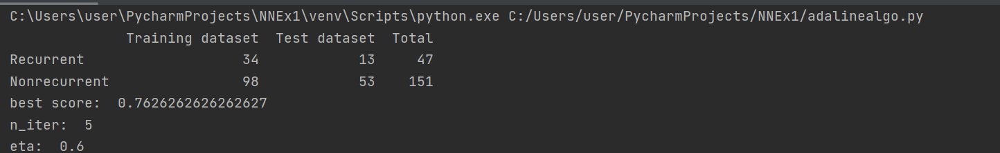 C:\Users\user\PycharmProjects\NNEx1\venv\Scripts\python.exe C:/Users/user/PycharmProjects/NNEx1/adalinealgo.py
Training dataset Test dataset Total
Recurrent 34 13 47
Nonrecurrent 98 53 151
best score: 0.7626262626262627
n_iter: 5
eta: 0.6